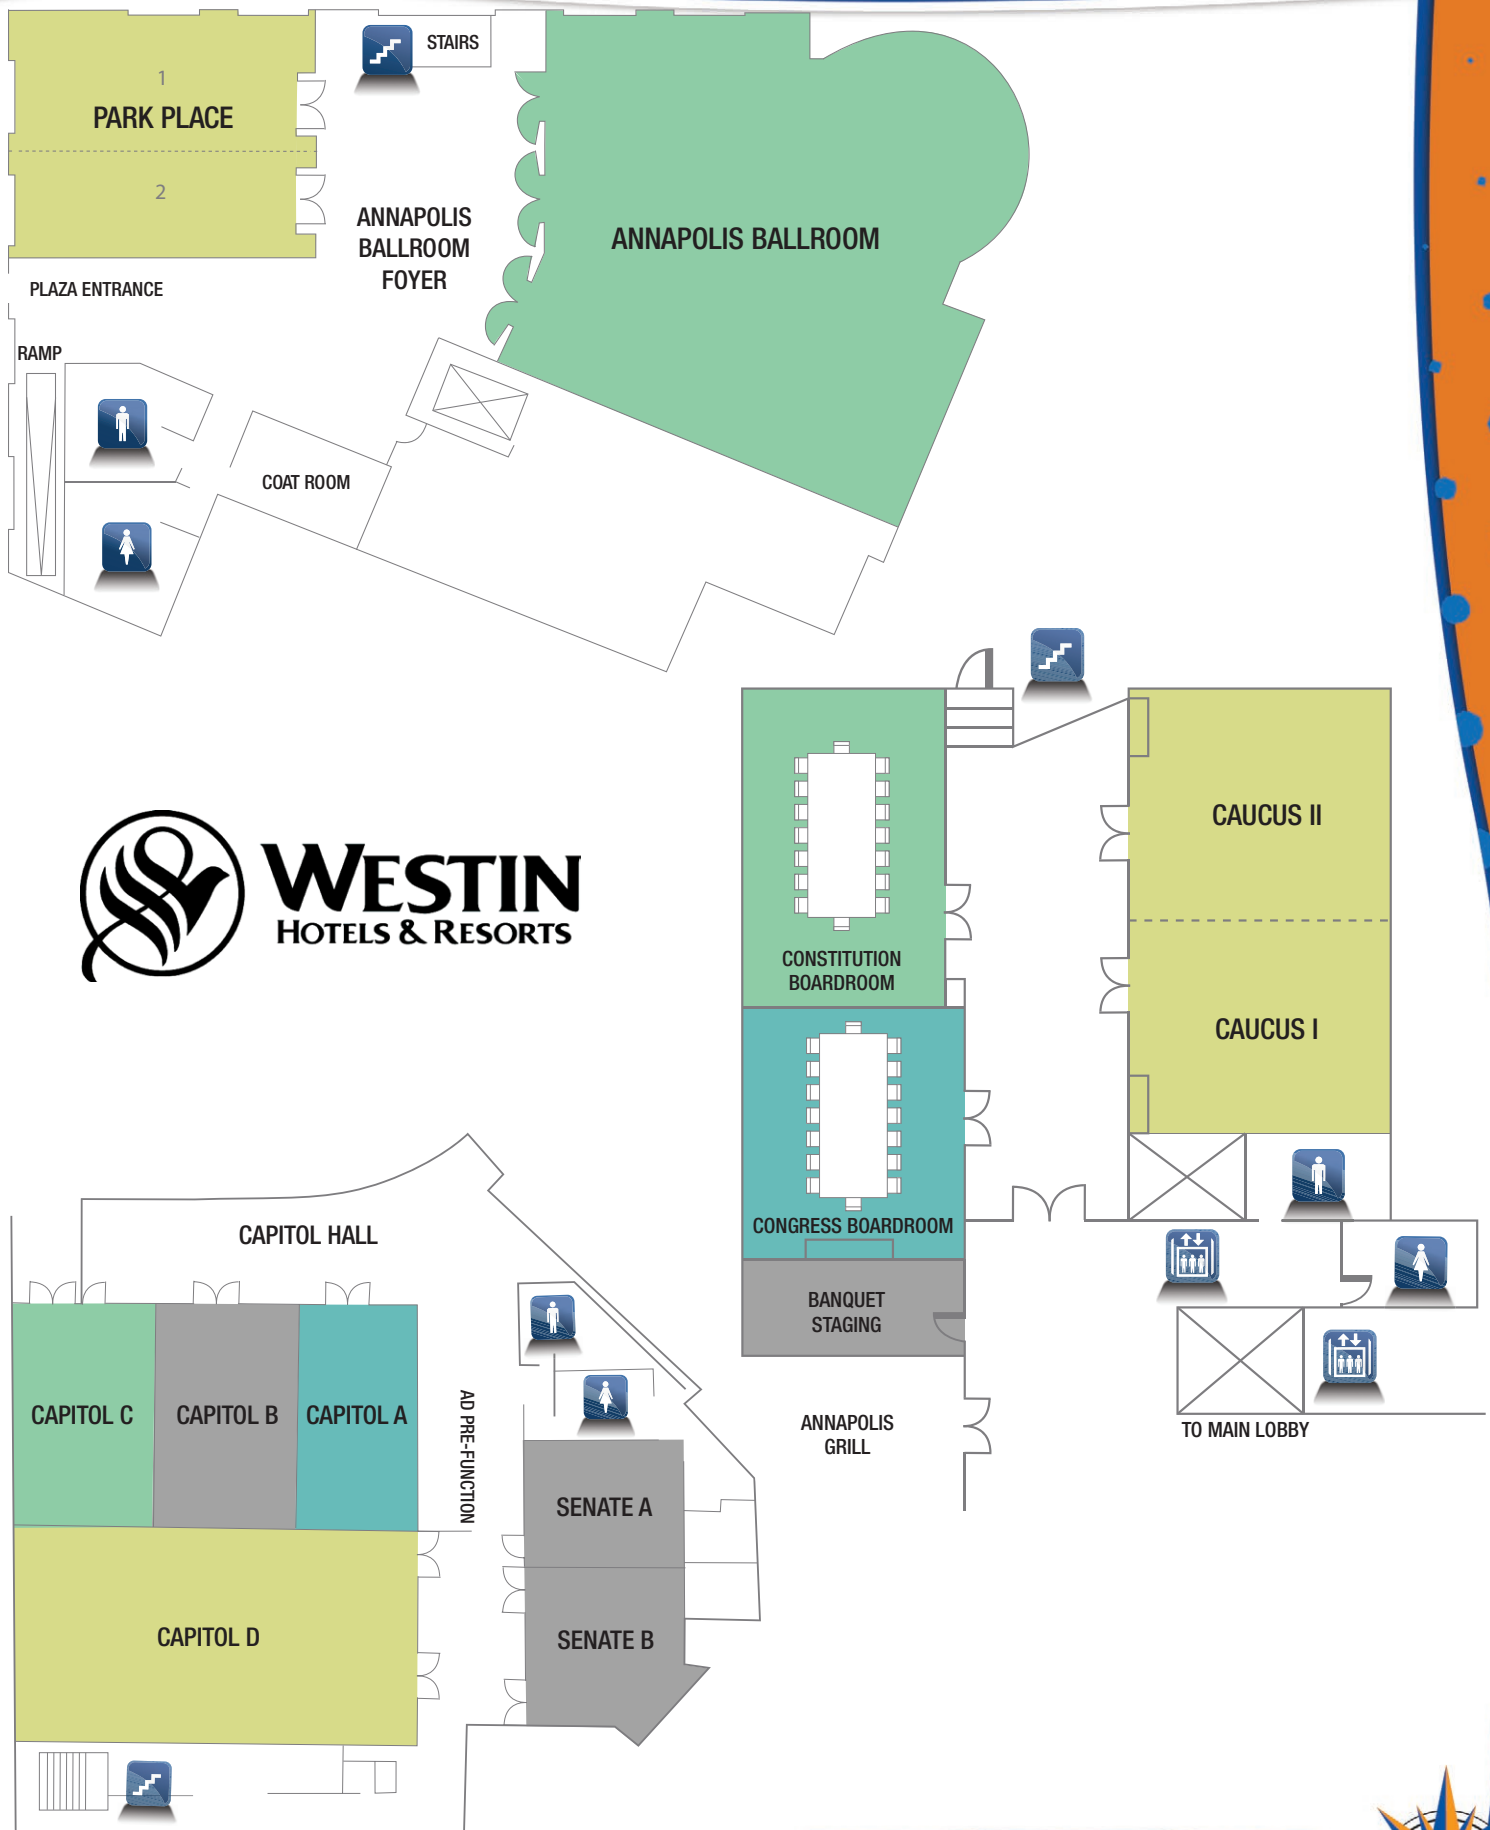 STAIRS
1
PARK PLACE
2
ANNAPOLIS
BALLROOM
FOYER
ANNAPOLIS BALLROOM
PLAZA ENTRANCE
RAMP
COAT ROOM
WESTIN
HOTELS & RESORTS
CONSTITUTION
BOARDROOM
CAUCUS II
CAUCUS I
CONGRESS BOARDROOM
BANQUET
STAGING
ANNAPOLIS
GRILL
TO MAIN LOBBY
CAPITOL HALL
CAPITOL C
CAPITOL B
CAPITOL A
AD PRE-FUNCTION
SENATE A
CAPITOL D
SENATE B